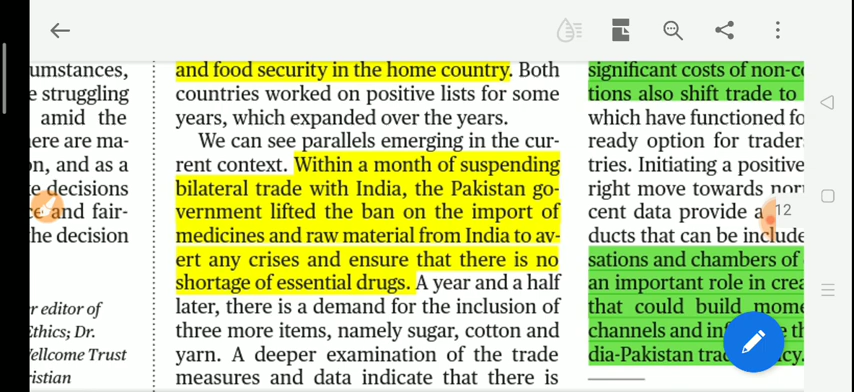 umstances,
e struggling
amid the
ere are ma-
on, and as a
decisions
and fair-
he decision
r editor of
Ethics; Dr.
Wellcome Trust
ristian
and food security in the home country. Both
countries worked on positive lists for some
years, which expanded over the years.
We can see parallels emerging in the cur-
rent context. Within a month of suspending
bilateral trade with India, the Pakistan go-
vernment lifted the ban on the import of
medicines and raw material from India to av-
ert any crises and ensure that there is no
shortage of essential drugs. A year and a half
later, there is a demand for the inclusion of
three more items, namely sugar, cotton and
yarn. A deeper examination of the trade
measures and data indicate that there is
significant costs of non-co
tions also shift trade to
which have functioned fo
ready option for trader
tries. Initiating a positive
right move towards nor
cent data provide a
ducts that can be include
sations and chambers of
an important role in crea
that could build mome
channels and in
dia-Pakistan trad cy.
12